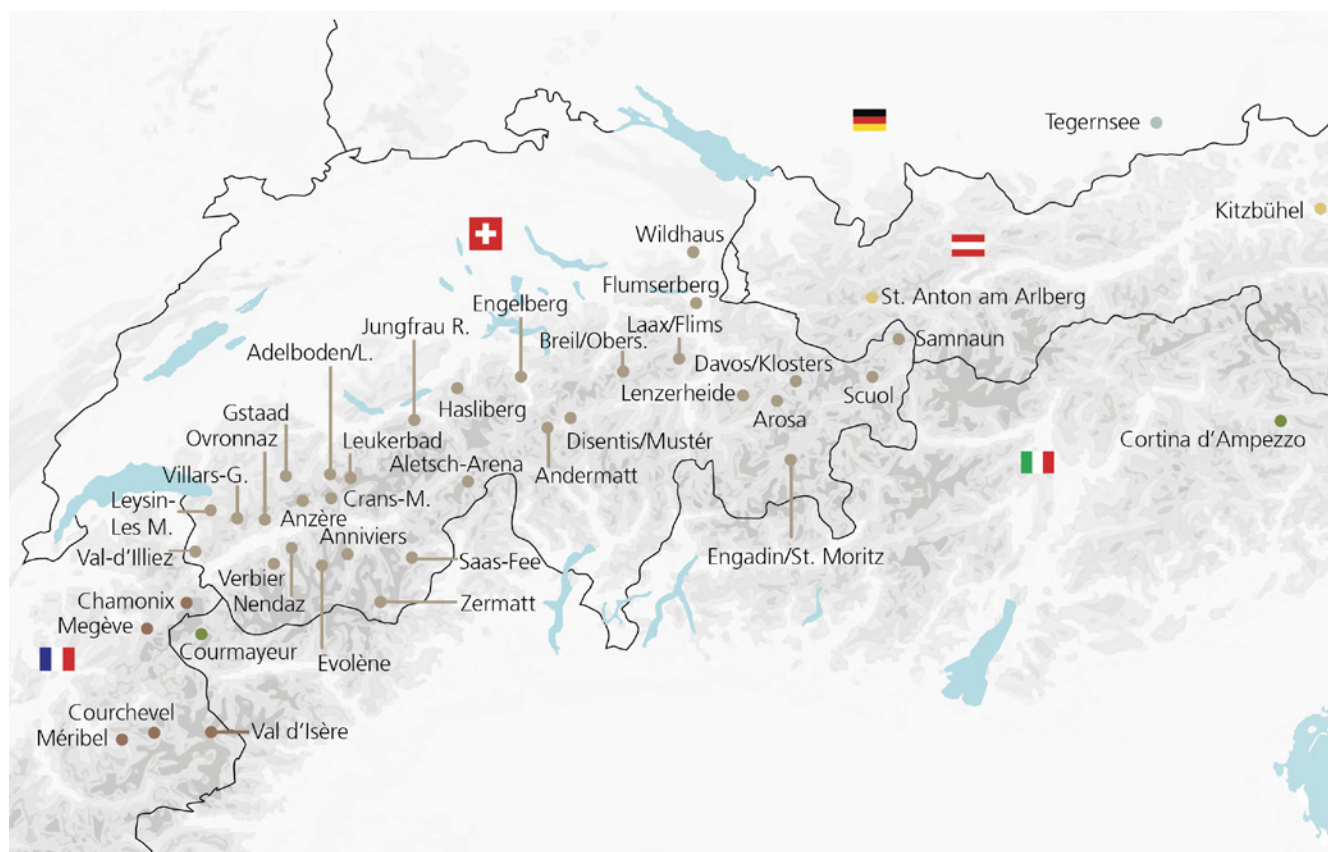 Tegernsee
Kitzbühel
Wildhaus
Flumserberg
St. Anton am Arlberg
Engelberg
Laax/Flims
Jungfrau R.
Breil/Obers.
Samnaun
Adelboden/L.
Davos/Klosters
Lenzerheide
Scuol
Gstaad
Hasliberg
Arosa
Ovronnaz
Leukerbad
Disentis/Mustér
Cortina d'Ampezzo
Villars-G.
Aletsch-Arena
Andermatt
Leysin-
Les M.
Crans-M.
Anzère
Anniviers
Val-d'Illiez
Saas-Fee
Engadin/St. Moritz
Verbier
Nendaz
Zermatt
Chamonix
Megève
Courmayeur
Evolène
Courchevel
Val d'Isère
Méribel